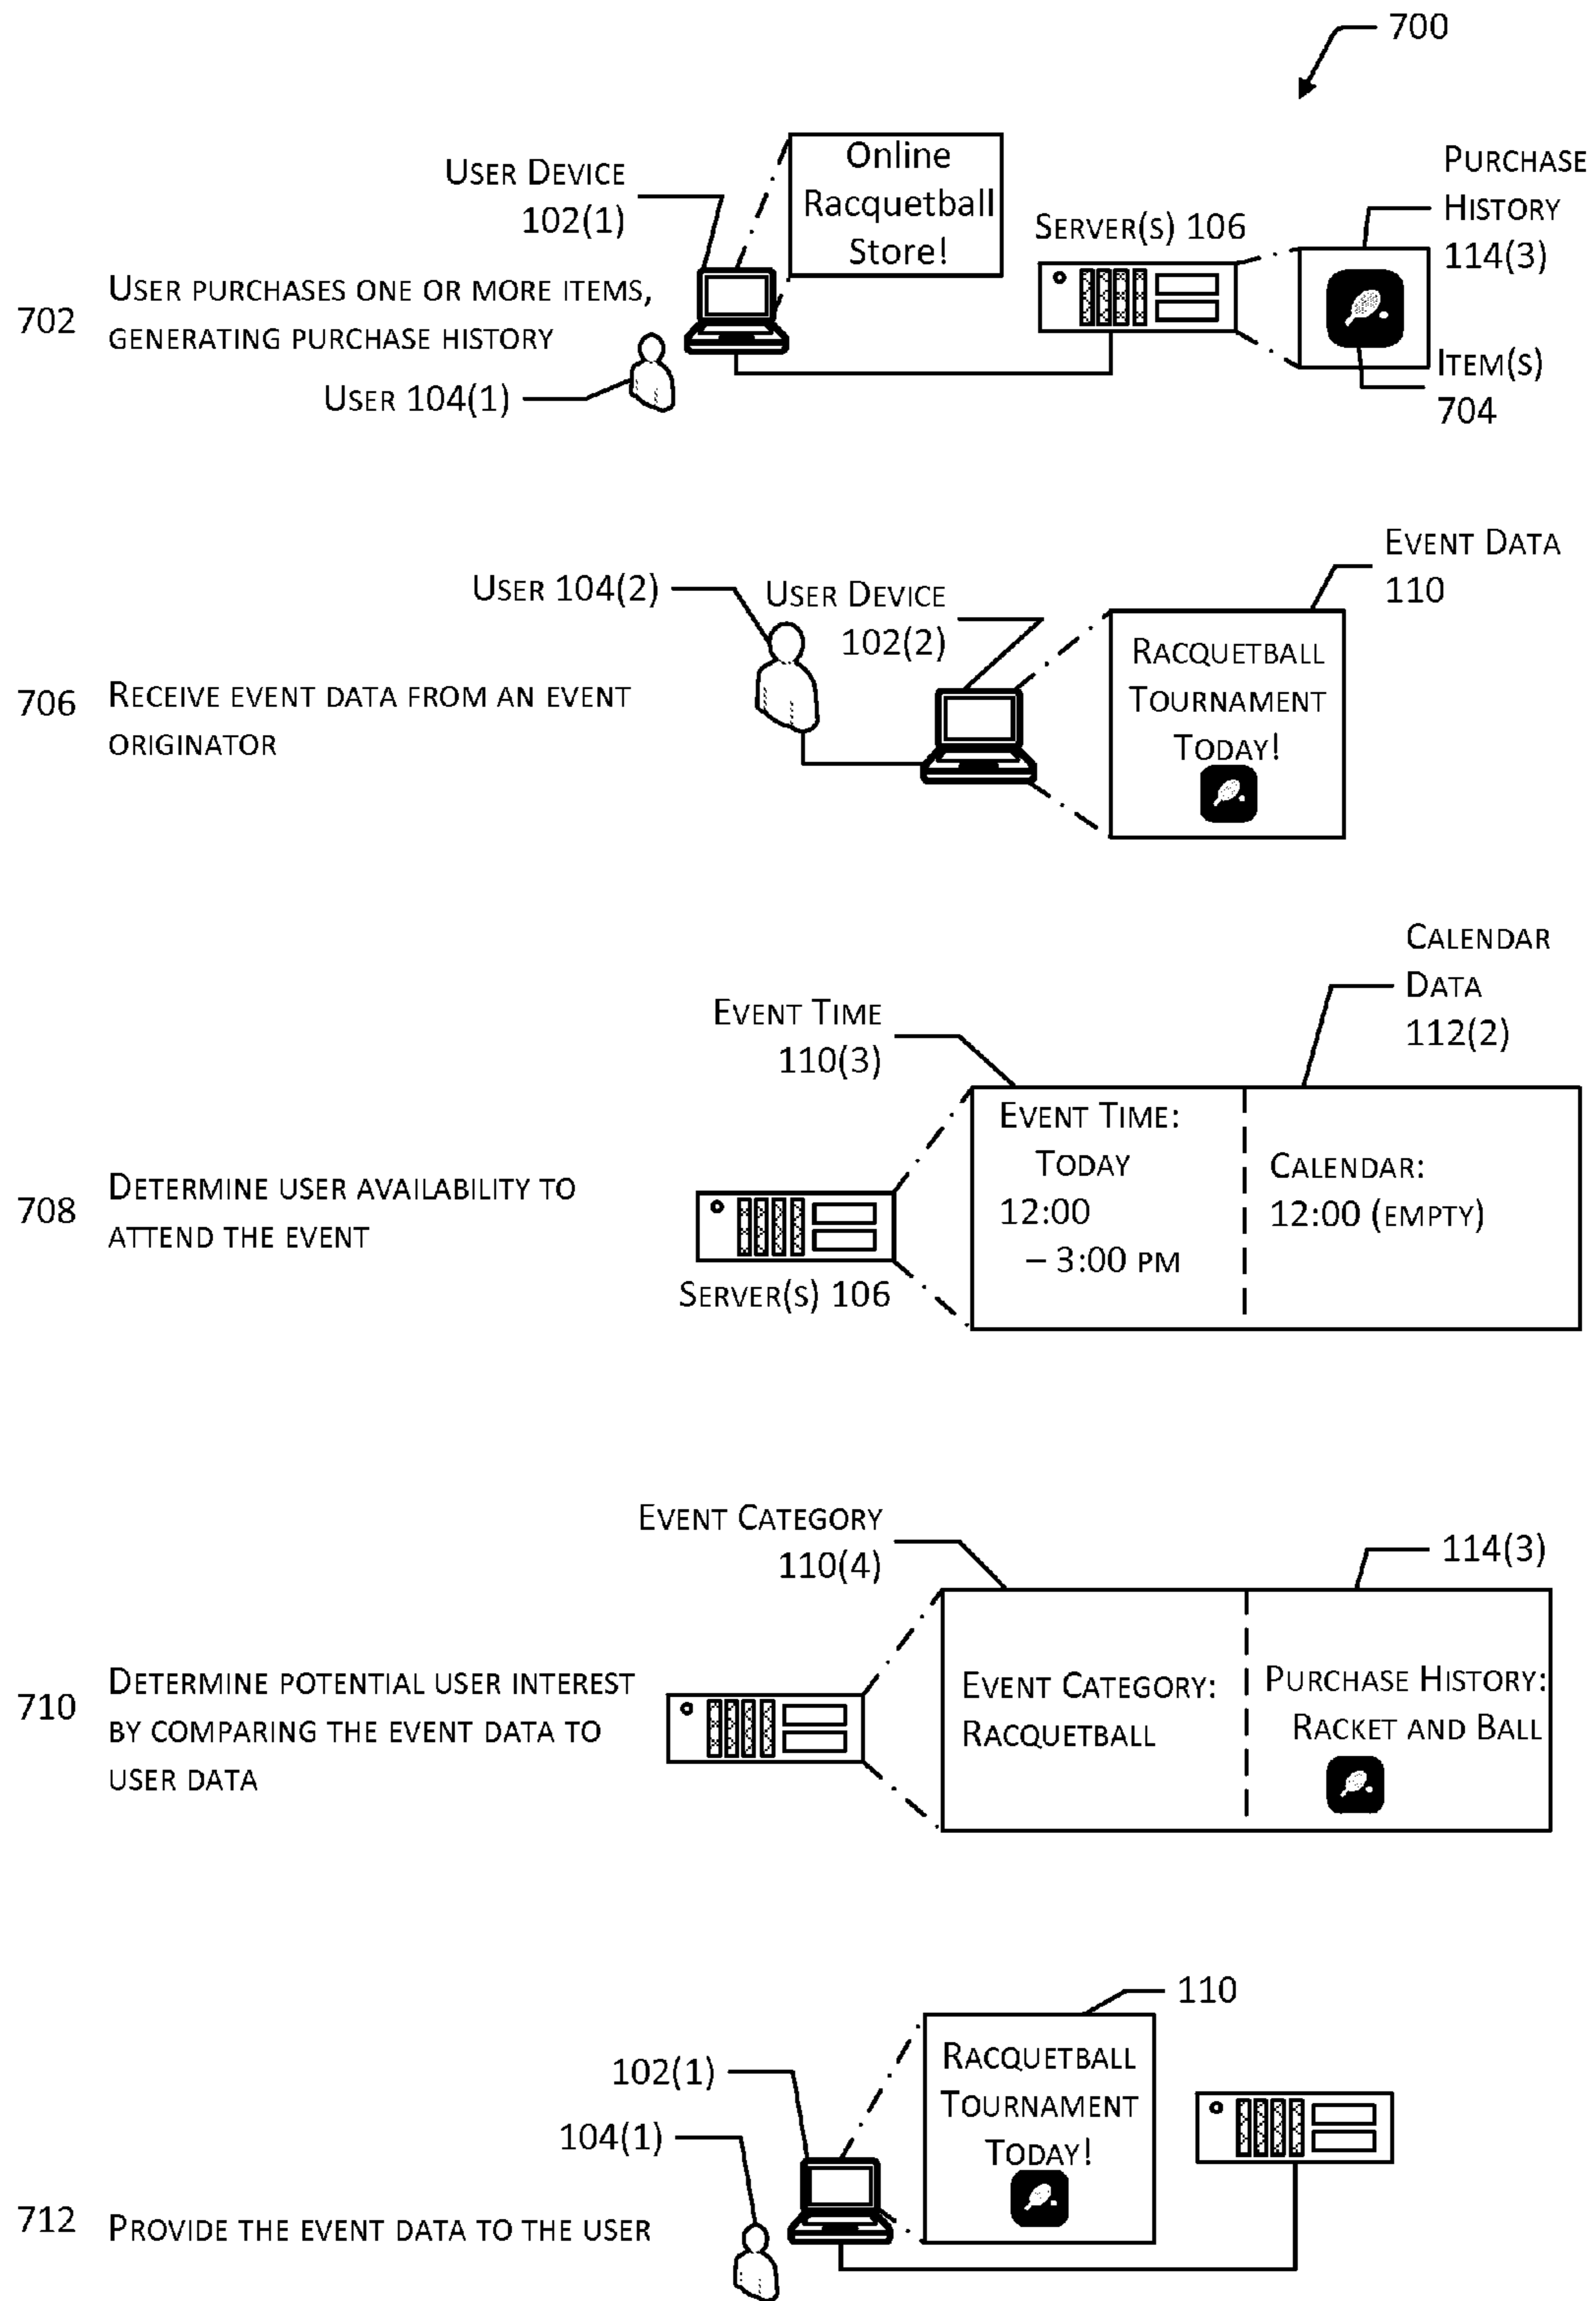 700
USER DEVICE
102(1)
Online
Racquetball
Store!
SERVER(S) 106
PURCHASE
HISTORY
114(3)
702
USER PURCHASES ONE OR MORE ITEMS,
GENERATING PURCHASE HISTORY
USER 104(1)
ITEM(S)
704
EVENT DATA
110
USER 104(2)
USER DEVICE
102(2)
RACQUETBALL
TOURNAMENT
TODAY!
706
RECEIVE EVENT DATA FROM AN EVENT
ORIGINATOR
CALENDAR
DATA
112(2)
EVENT TIME
110(3)
EVENT TIME:
TODAY
12:00
– 3:00 PM
CALENDAR:
12:00 (EMPTY)
708
DETERMINE USER AVAILABILITY TO
ATTEND THE EVENT
SERVER(S) 106
EVENT CATEGORY
110(4)
114(3)
710
DETERMINE POTENTIAL USER INTEREST
BY COMPARING THE EVENT DATA TO
USER DATA
EVENT CATEGORY:
RACQUETBALL
PURCHASE HISTORY:
RACKET AND BALL
110
102(1)
104(1)
RACQUETBALL
TOURNAMENT
TODAY!
712
PROVIDE THE EVENT DATA TO THE USER